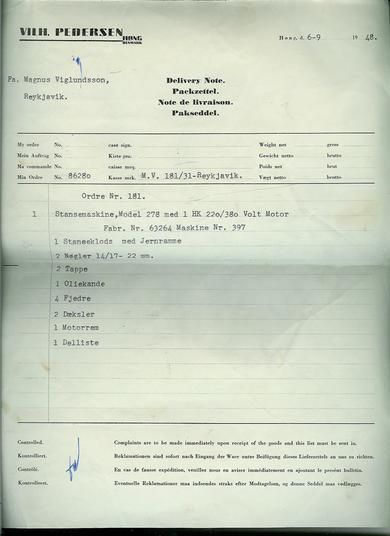 VILH. PEDERSEN
HØNG
DENMARK
Høng, d. 6-9 1948.
Fa. Magnus Viglundsson,
Reykjavik.
Delivery Note.
Packzettel.
Note de livraison.
Pakseddel.
My ordre No. case sign. Weight net gross
Mein Auftrag No. Kiste pro. Gewicht netto brutto
Ma commande No. caisse meq. Poids net brut
Min Ordre No. 86280 Kasse mrk. M.V. 181/31-Reykjavik. Vægt netto brutto
Ordre Nr. 181.
1 Stansemaskine,Model 278 med 1 HK 220/380 Volt Motor
Fabr. Nr. 63264 Maskine Nr. 397
1 Stanseklods med Jernramme
2 Nøgler 14/17- 22 mm.
2 Tappe
1 Oliekande
4 Fjedre
2 Dæksler
1 Motorrem
1 Delliste
Controlled. Complaints are to be made immediately upon receipt of the goods and this list must be sent in.
Kontrolliert. Reklamationen sind sofort nach Eingang der Ware unter Beifügung dieses Lieferzettels an uns zu richten.
Contrôlé. En cas de fausse expédition, veuillez nous en aviser immédiatement en ajoutant le présent bulletin.
Kontrolleret. Eventuelle Reklamationer maa indsendes straks efter Modtagelsen, og denne Seddel maa vedlægges.